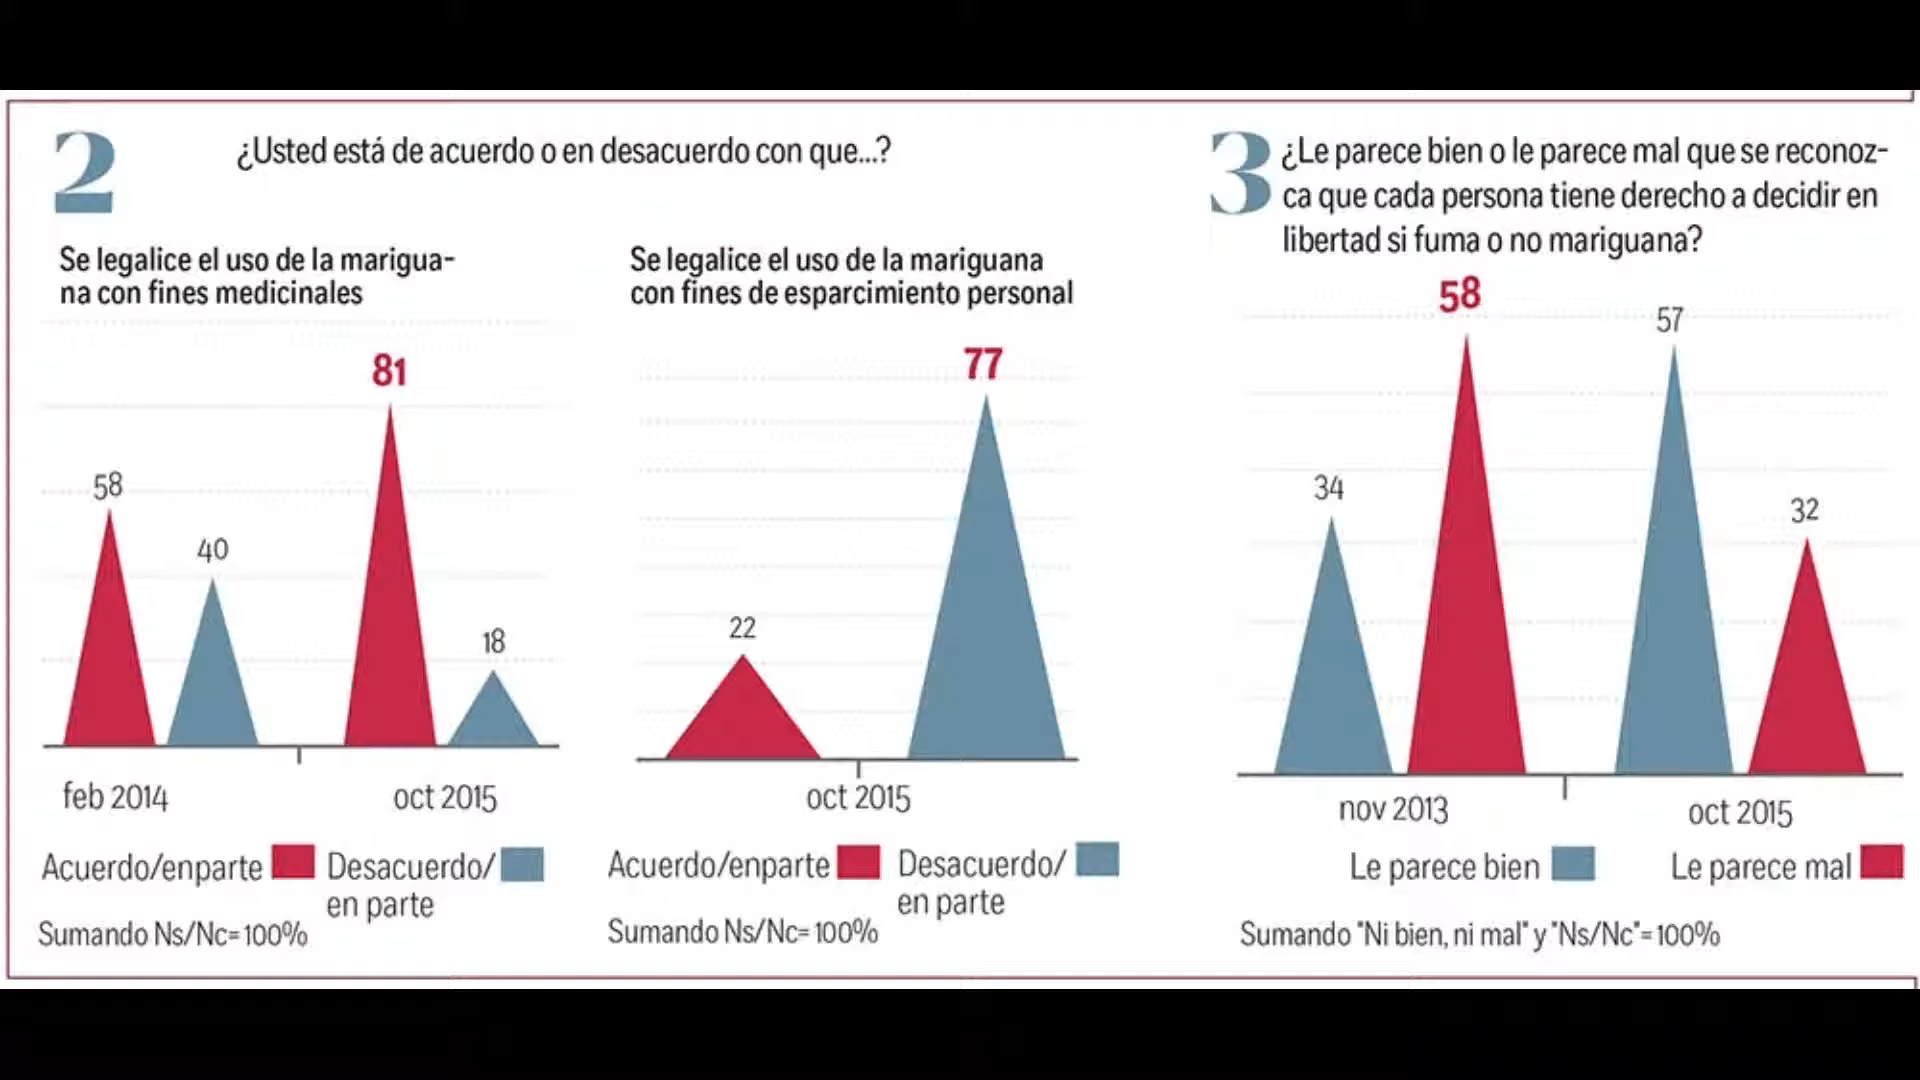 2
¿Usted está de acuerdo o en desacuerdo con que...?
Se legalice el uso de la marigua-
na con fines medicinales
58
40
81
18
feb 2014
oct 2015
Acuerdo/enparte
Desacuerdo/
en parte
Sumando Ns/Nc=100%
Se legalice el uso de la mariguana
con fines de esparcimiento personal
22
77
oct 2015
Acuerdo/enparte
Desacuerdo/
en parte
Sumando Ns/Nc=100%
3
¿Le parece bien o le parece mal que se reconoz-
ca que cada persona tiene derecho a decidir en
libertad si fuma o no mariguana?
34
58
57
32
nov 2013
oct 2015
Le parece bien
Le parece mal
Sumando "Ni bien, ni mal" y "Ns/Nc"=100%